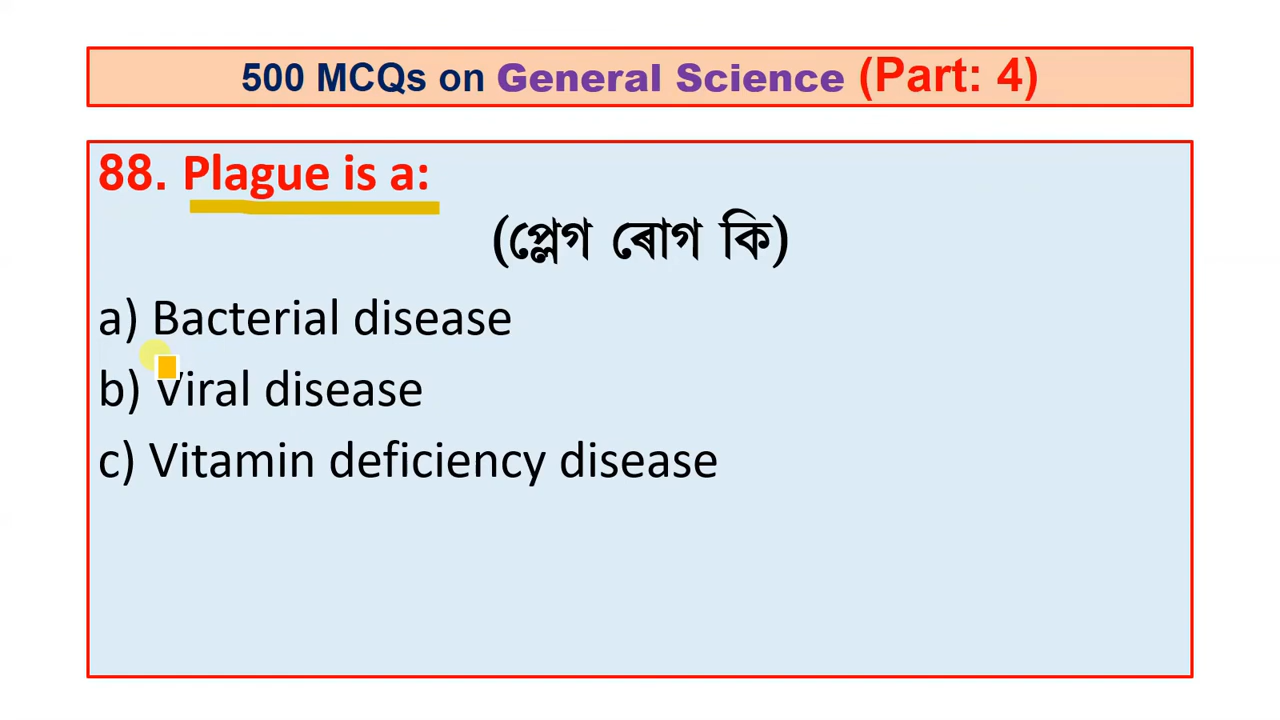 500 MCQs on General Science (Part: 4)
88. Plague is a:
(প্লেগ ৰোগ কি)
a) Bacterial disease
b) Viral disease
c) Vitamin deficiency disease